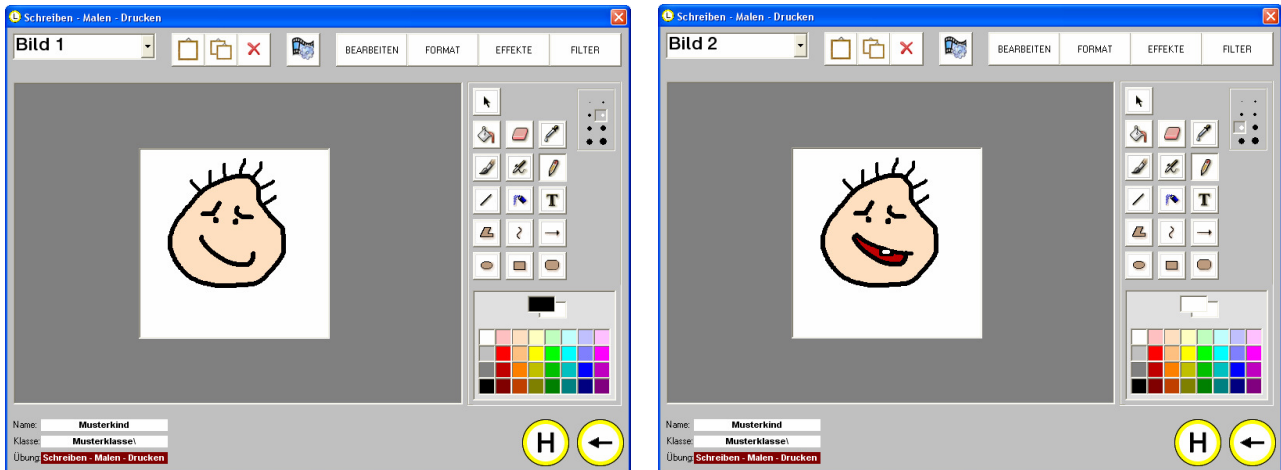 Schreiben - Malen - Drucken
Bild 1
BEARBEITEN FORMAT EFFEKTE FILTER
T
Name: Musterkind
Klasse: Musterklasse\
Übung: Schreiben - Malen - Drucken
H
Schreiben - Malen - Drucken
Bild 2
BEARBEITEN FORMAT EFFEKTE FILTER
T
Name: Musterkind
Klasse: Musterklasse\
Übung: Schreiben - Malen - Drucken
H